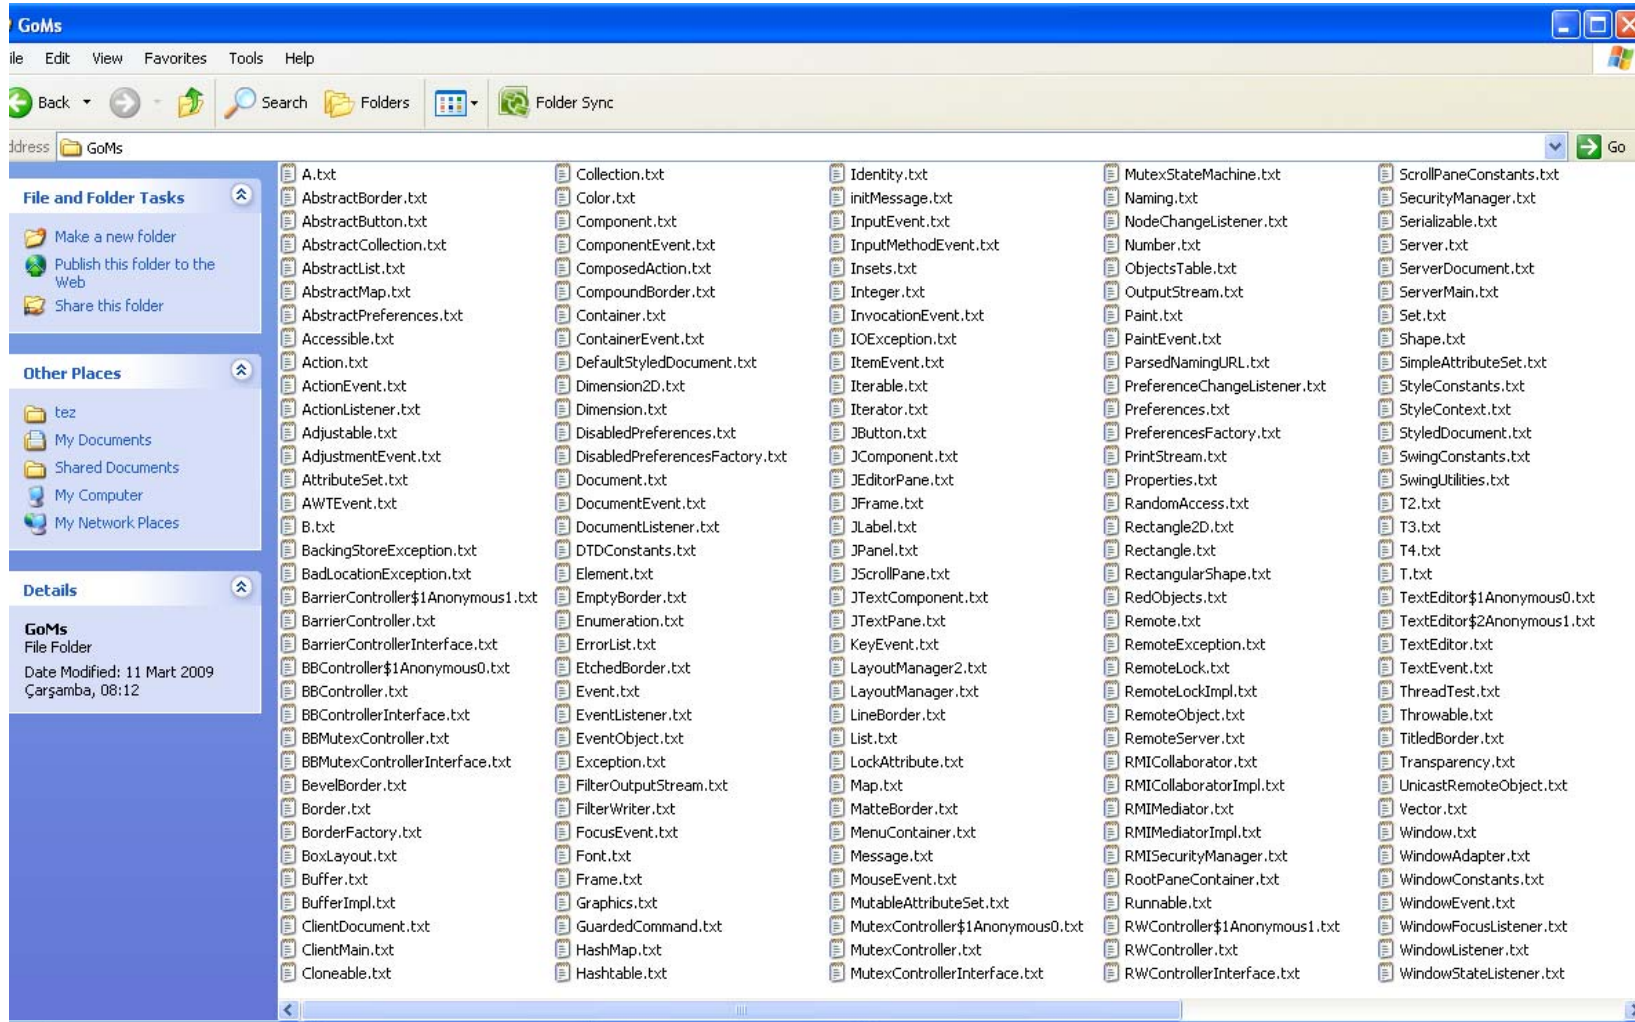 GoMs
ile Edit View Favorites Tools Help
Back Search Folders Folder Sync
ddress GoMs Go
File and Folder Tasks
Make a new folder
Publish this folder to the
Web
Share this folder
Other Places
tez
My Documents
Shared Documents
My Computer
My Network Places
Details
GoMs
File Folder
Date Modified: 11 Mart 2009
Çarşamba, 08:12
A.txt
AbstractBorder.txt
AbstractButton.txt
AbstractCollection.txt
AbstractList.txt
AbstractMap.txt
AbstractPreferences.txt
Accessible.txt
Action.txt
ActionEvent.txt
ActionListener.txt
Adjustable.txt
AdjustmentEvent.txt
AttributeSet.txt
AWTEvent.txt
B.txt
BackingStoreException.txt
BadLocationException.txt
BarrierController$1Anonymous1.txt
BarrierController.txt
BarrierControllerInterface.txt
BBController$1Anonymous0.txt
BBController.txt
BBControllerInterface.txt
BBMutexController.txt
BBMutexControllerInterface.txt
BevelBorder.txt
Border.txt
BorderFactory.txt
BoxLayout.txt
Buffer.txt
BufferImpl.txt
ClientDocument.txt
ClientMain.txt
Cloneable.txt
Collection.txt
Color.txt
Component.txt
ComponentEvent.txt
ComposedAction.txt
CompoundBorder.txt
Container.txt
ContainerEvent.txt
DefaultStyledDocument.txt
Dimension2D.txt
Dimension.txt
DisabledPreferences.txt
DisabledPreferencesFactory.txt
Document.txt
DocumentEvent.txt
DocumentListener.txt
DTDConstants.txt
Element.txt
EmptyBorder.txt
Enumeration.txt
ErrorList.txt
EtchedBorder.txt
Event.txt
EventListener.txt
EventObject.txt
Exception.txt
FilterOutputStream.txt
FilterWriter.txt
FocusEvent.txt
Font.txt
Frame.txt
Graphics.txt
GuardedCommand.txt
HashMap.txt
Hashtable.txt
Identity.txt
initMessage.txt
InputEvent.txt
InputMethodEvent.txt
Insets.txt
Integer.txt
InvocationEvent.txt
IOException.txt
ItemEvent.txt
Iterable.txt
Iterator.txt
JButton.txt
JComponent.txt
JEditorPane.txt
JFrame.txt
JLabel.txt
JPanel.txt
JScrollPane.txt
JTextComponent.txt
JTextPane.txt
KeyEvent.txt
LayoutManager2.txt
LayoutManager.txt
LineBorder.txt
List.txt
LockAttribute.txt
Map.txt
MatteBorder.txt
MenuContainer.txt
Message.txt
MouseEvent.txt
MutableAttributeSet.txt
MutexController$1Anonymous0.txt
MutexController.txt
MutexControllerInterface.txt
MutexStateMachine.txt
Naming.txt
NodeChangeListener.txt
Number.txt
ObjectsTable.txt
OutputStream.txt
Paint.txt
PaintEvent.txt
ParsedNamingURL.txt
PreferenceChangeListener.txt
Preferences.txt
PreferencesFactory.txt
PrintStream.txt
Properties.txt
RandomAccess.txt
Rectangle2D.txt
Rectangle.txt
RectangularShape.txt
RedObjects.txt
Remote.txt
RemoteException.txt
RemoteLock.txt
RemoteLockImpl.txt
RemoteObject.txt
RemoteServer.txt
RMICollaborator.txt
RMICollaboratorImpl.txt
RMIMediator.txt
RMIMediatorImpl.txt
RMISecurityManager.txt
RootPaneContainer.txt
Runnable.txt
RWController$1Anonymous1.txt
RWController.txt
RWControllerInterface.txt
ScrollPaneConstants.txt
SecurityManager.txt
Serializable.txt
Server.txt
ServerDocument.txt
ServerMain.txt
Set.txt
Shape.txt
SimpleAttributeSet.txt
StyleConstants.txt
StyleContext.txt
StyledDocument.txt
SwingConstants.txt
SwingUtilities.txt
T2.txt
T3.txt
T4.txt
T.txt
TextEditor$1Anonymous0.txt
TextEditor$2Anonymous1.txt
TextEditor.txt
TextEvent.txt
ThreadTest.txt
Throwable.txt
TitledBorder.txt
Transparency.txt
UnicastRemoteObject.txt
Vector.txt
Window.txt
WindowAdapter.txt
WindowConstants.txt
WindowEvent.txt
WindowFocusListener.txt
WindowListener.txt
WindowStateListener.txt